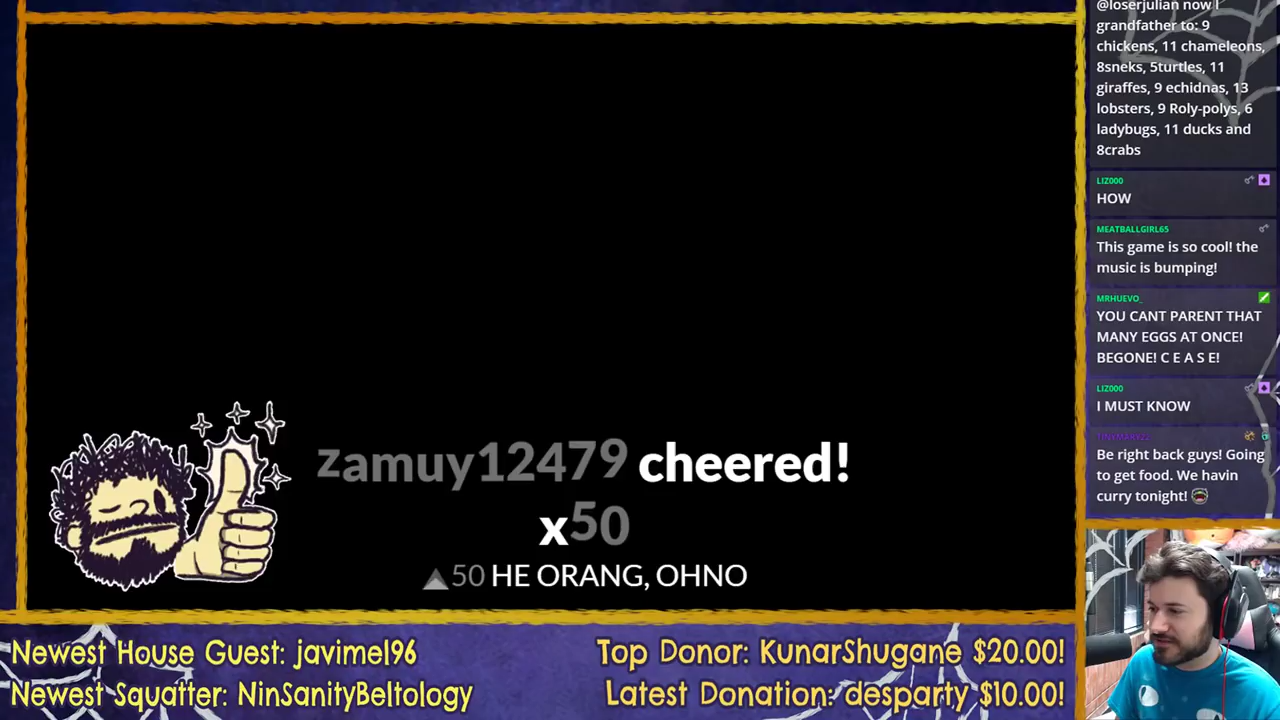 @loserjulian now I
grandfather to: 9
chickens, 11 chameleons,
8sneks, 5turtles, 11
giraffes, 9 echidnas, 13
lobsters, 9 Roly-polys, 6
ladybugs, 11 ducks and
8crabs
LIZ000
HOW
MEATBALLGIRL65
This game is so cool! the
music is bumping!
MRHUEVO_
YOU CANT PARENT THAT
MANY EGGS AT ONCE!
BEGONE! C E A S E!
LIZ000
I MUST KNOW
TINYMARY22
Be right back guys! Going
to get food. We havin
curry tonight!
zamuy12479 cheered!
x50
50 HE ORANG, OHNO
Newest House Guest: javimel96
Newest Squatter: NinSanityBeltology
Top Donor: KunarShugane $20.00!
Latest Donation: desparty $10.00!